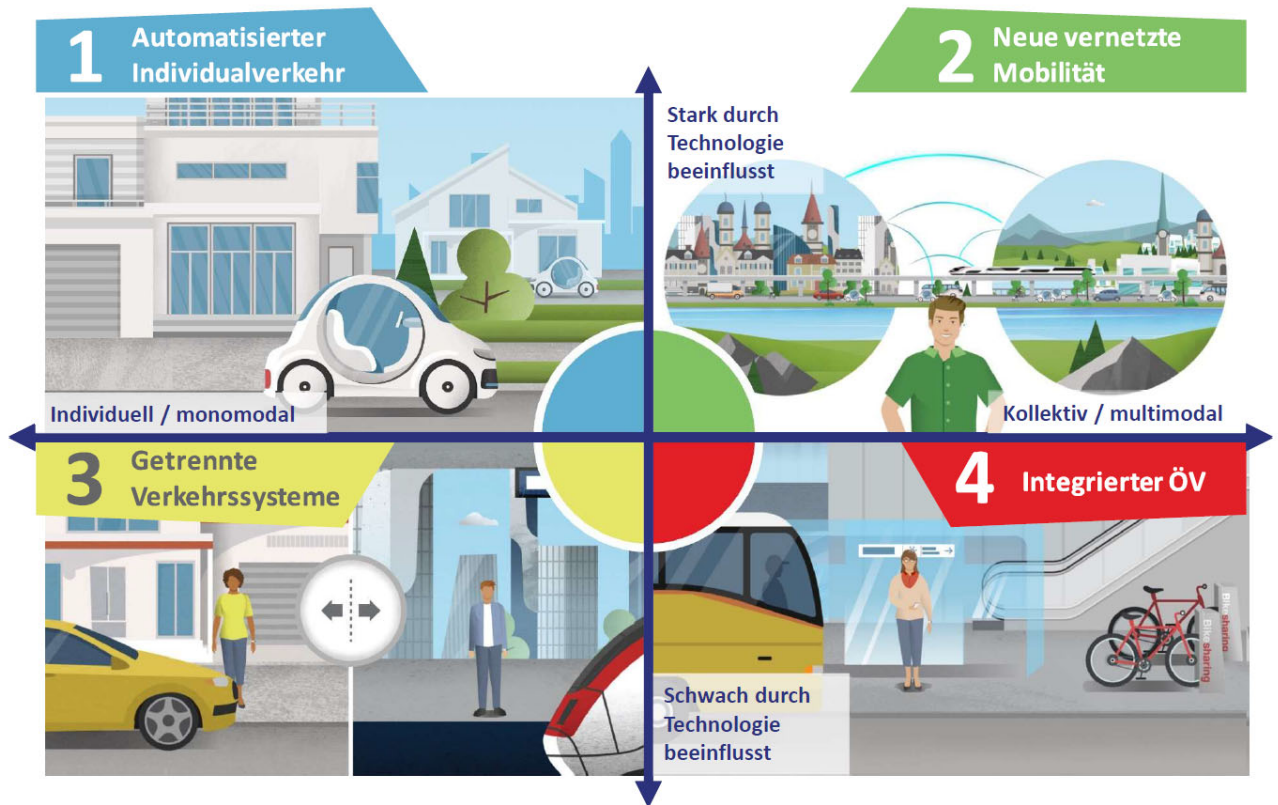 1
Automatisierter
Individualverkehr
2
Neue vernetzte
Mobilität
Stark durch
Technologie
beeinflusst
Individuell / monomodal
Kollektiv / multimodal
3
Getrennte
Verkehrssysteme
4
Integrierter ÖV
Schwach durch
Technologie
beeinflusst
Bike sharing
Bike sharing